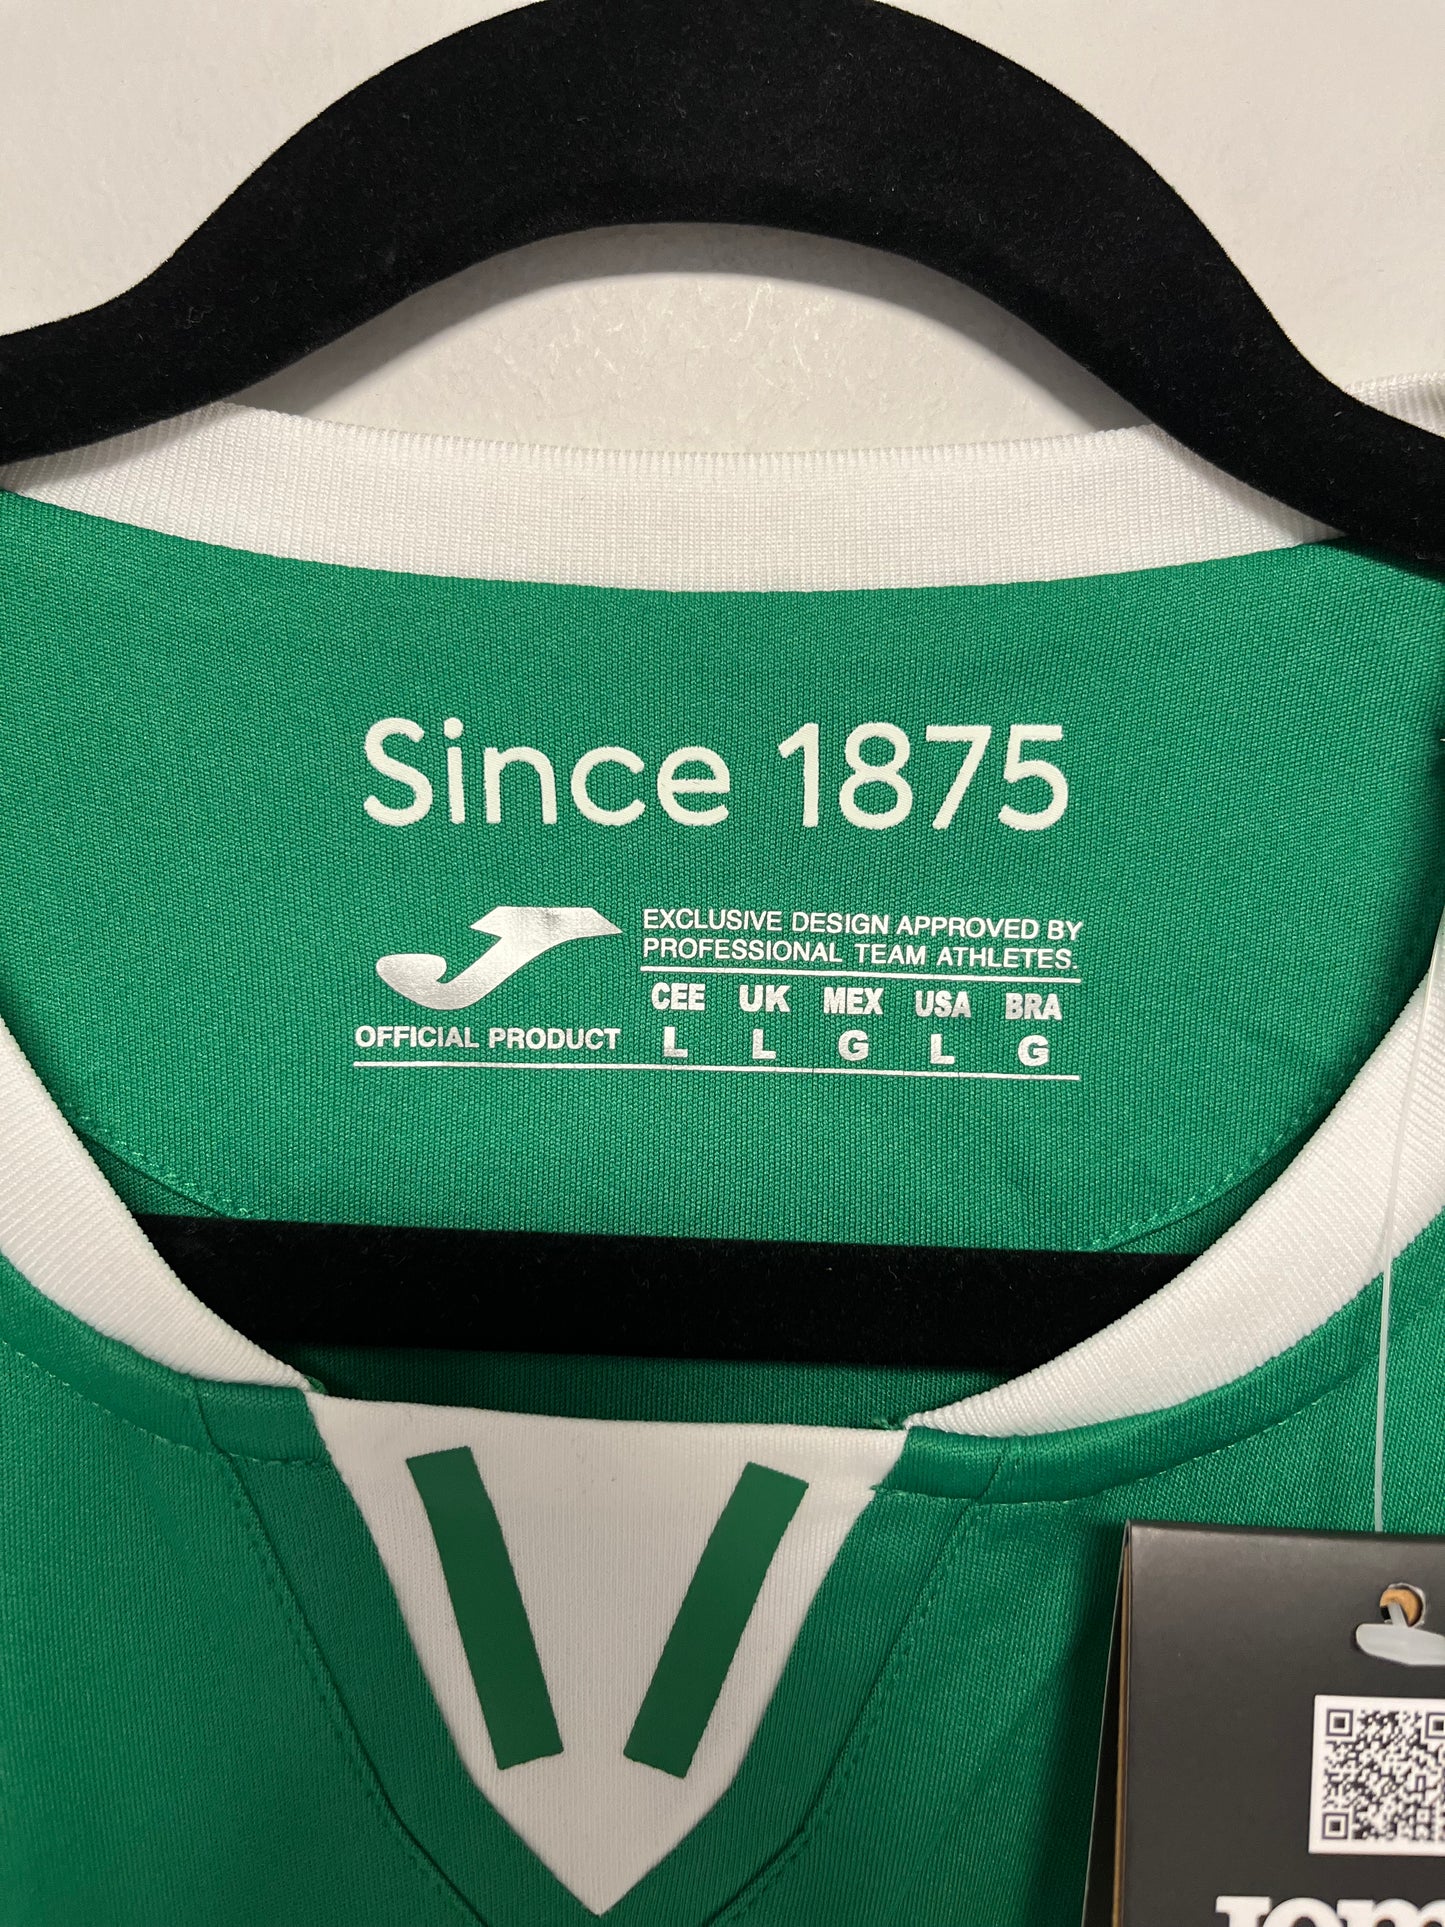 Since 1875
EXCLUSIVE DESIGN APPROVED BY
PROFESSIONAL TEAM ATHLETES.
CEE UK MEX USA BRA
L L G L G
OFFICIAL PRODUCT